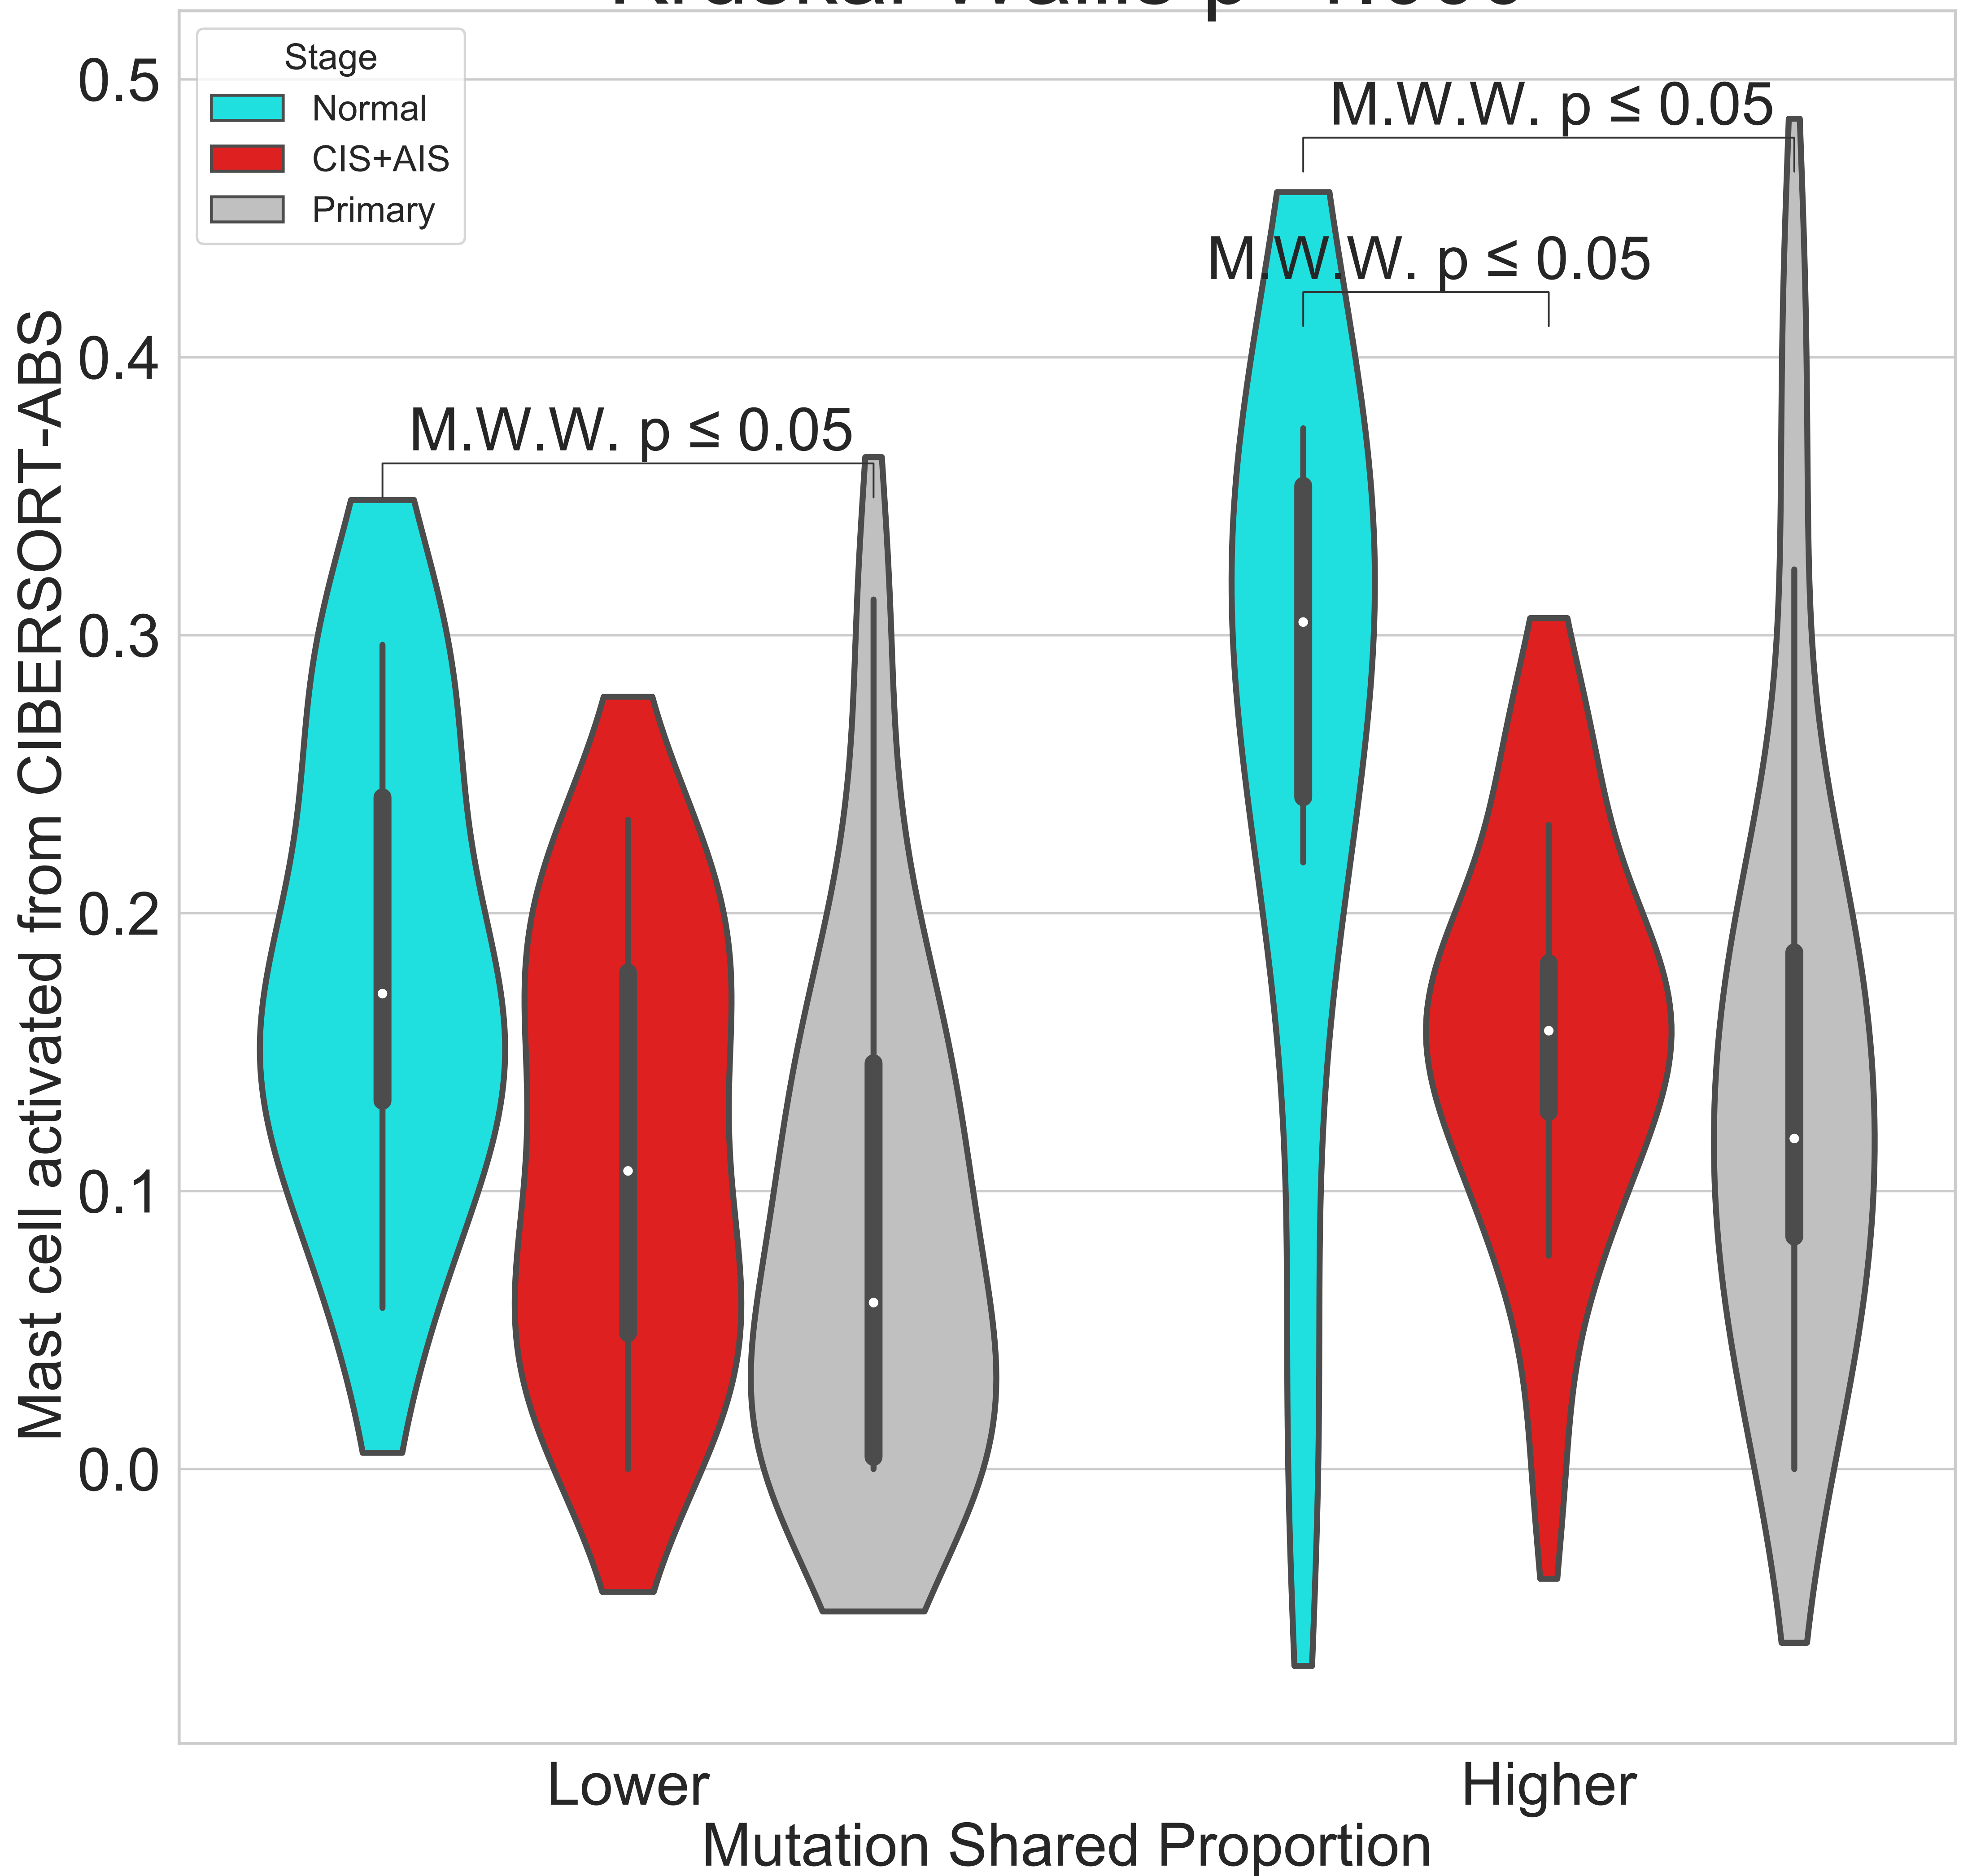 Stage
Normal
CIS+AIS
Primary
M.W.W. p ≤ 0.05
M.W.W. p ≤ 0.05
M.W.W. p ≤ 0.05
Mast cell activated from CIBERSORT-ABS
0.5
0.4
0.3
0.2
0.1
0.0
Lower
Higher
Mutation Shared Proportion